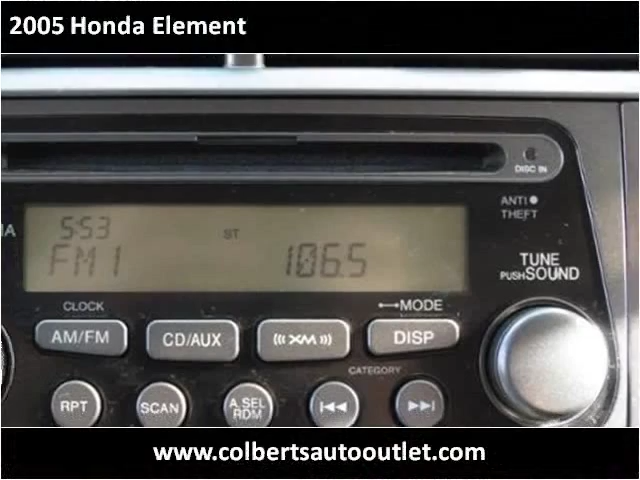 2005 Honda Element
DISC IN
ANTI
THEFT
5:53
ST
FM1 106.5
TUNE
PUSH SOUND
CLOCK
MODE
AM/FM CD/AUX XM DISP
CATEGORY
RPT SCAN A.SEL RDM
www.colbertsautooutlet.com